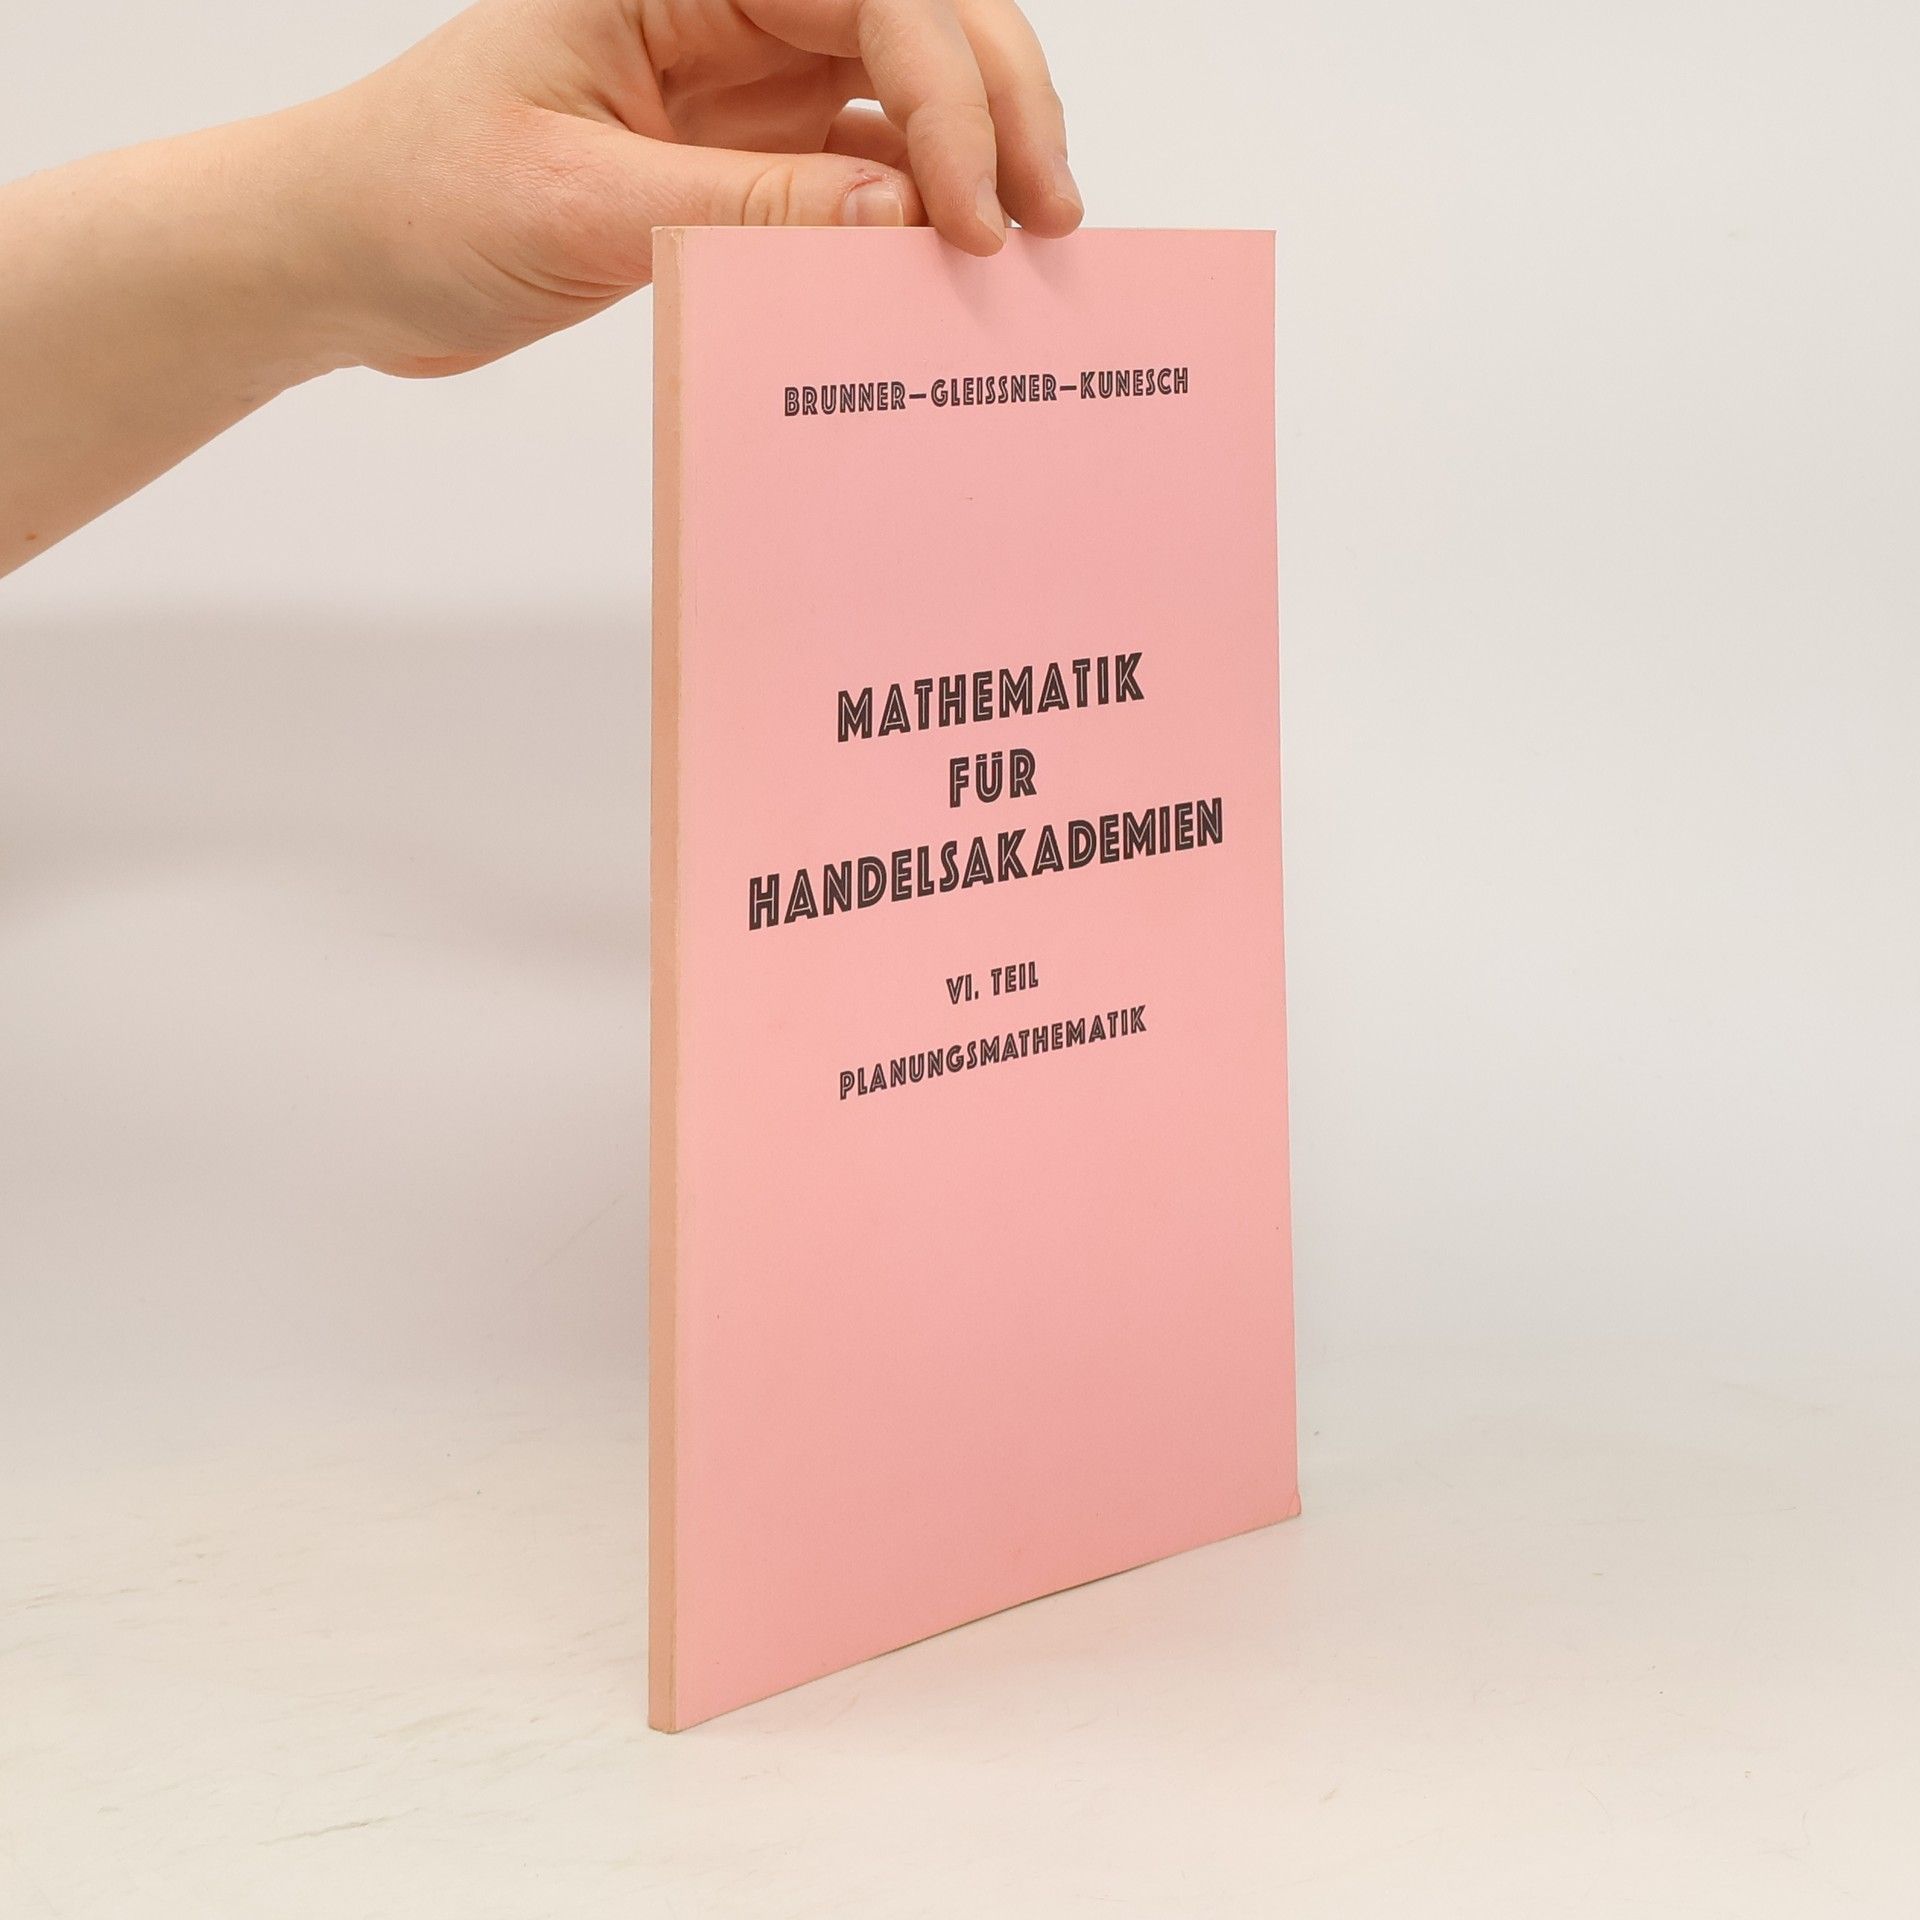 BRUNNER–GLEISSNER–KUNESCH
MATHEMATIK
FÜR
HANDELSAKADEMIEN
VI. TEIL
PLANUNGSMATHEMATIK